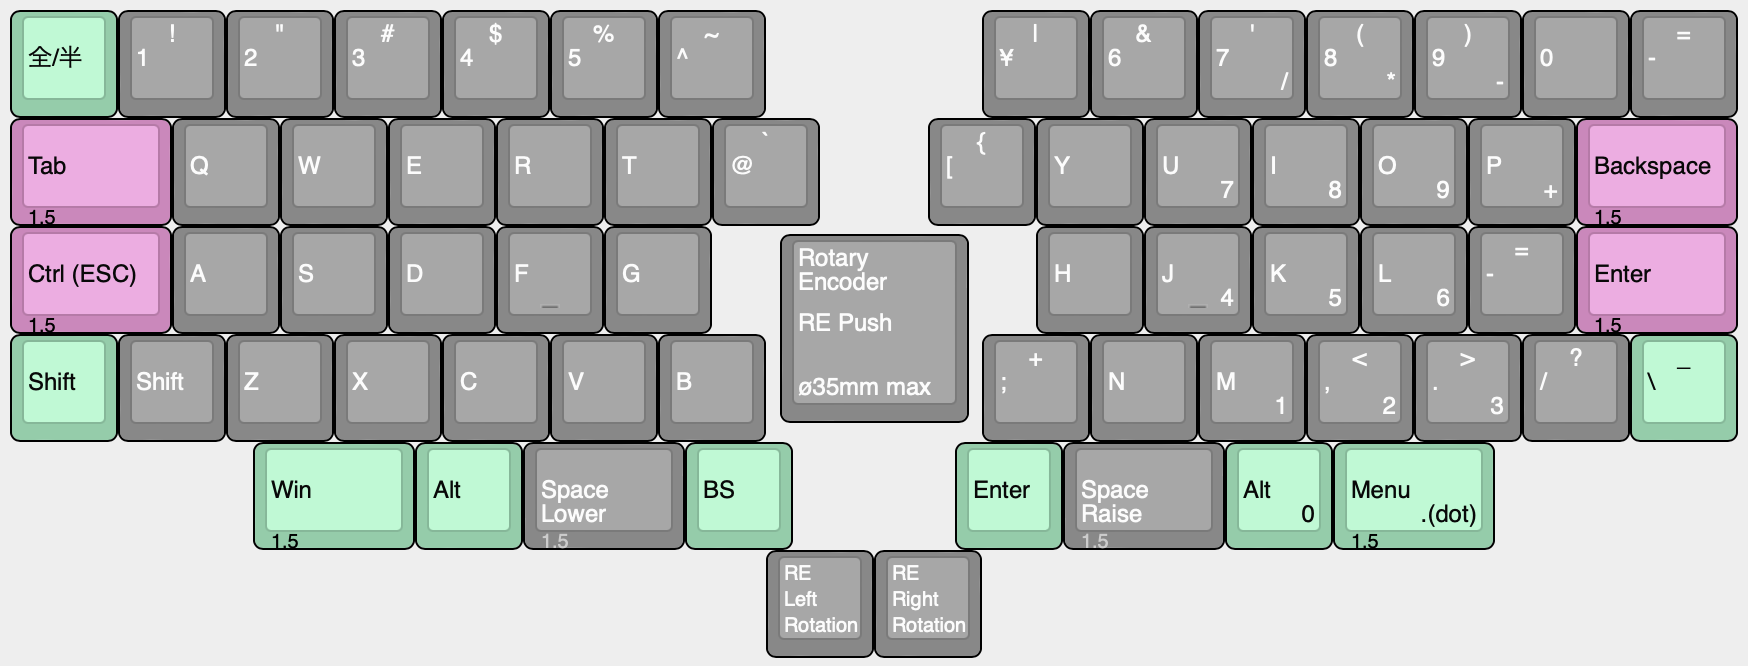 全/半
!
1
"
2
#
3
$
4
%
5
~
^
|
¥
&
6
'
7
/
(
8
*
)
9
-
0
=
-
Tab
1.5
Q
W
E
R
T
`
@
{
[
Y
U
7
I
8
O
9
P
+
Backspace
1.5
Ctrl (ESC)
1.5
A
S
D
F
_
G
Rotary
Encoder
RE Push
ø35mm max
H
J
_ 4
K
5
L
6
=
-
Enter
1.5
Shift
Shift
Z
X
C
V
B
+
;
N
M
1
<
,
2
>
.
3
?
/
_
\
Win
1.5
Alt
Space
Lower
1.5
BS
Enter
Space
Raise
1.5
Alt
0
Menu
.(dot)
1.5
RE
Left
Rotation
RE
Right
Rotation